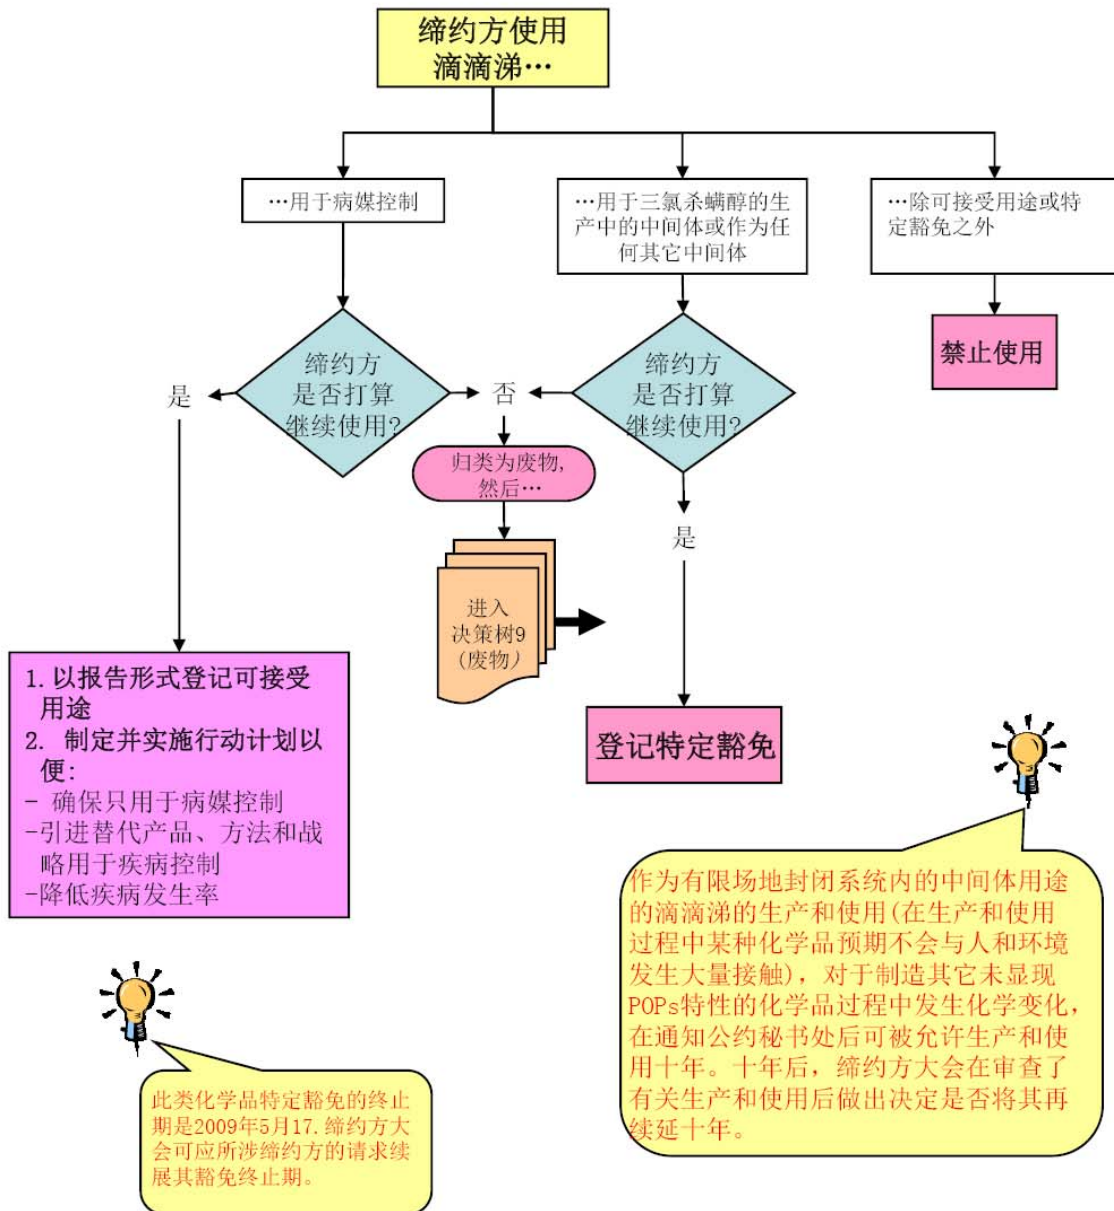 缔约方使用
滴滴涕…
…用于病媒控制
…用于三氯杀螨醇的生
产中的中间体或作为任
何其它中间体
…除可接受用途或特
定豁免之外
禁止使用
缔约方
是否打算
继续使用?
是
否
缔约方
是否打算
继续使用?
归类为废物,
然后…
是
进入
决策树9
(废物)
1.以报告形式登记可接受
用途
2. 制定并实施行动计划以
便:
- 确保只用于病媒控制
-引进替代产品、方法和战
略用于疾病控制
-降低疾病发生率
登记特定豁免
作为有限场地封闭系统内的中间体用途
的滴滴涕的生产和使用(在生产和使用
过程中某种化学品预期不会与人和环境
发生大量接触)，对于制造其它未显现
POPs特性的化学品过程中发生化学变化，
在通知公约秘书处后可被允许生产和使
用十年。十年后，缔约方大会在审查了
有关生产和使用后做出决定是否将其再
续延十年。
此类化学品特定豁免的终止
期是2009年5月17.缔约方大
会可应所涉缔约方的请求续
展其豁免终止期。